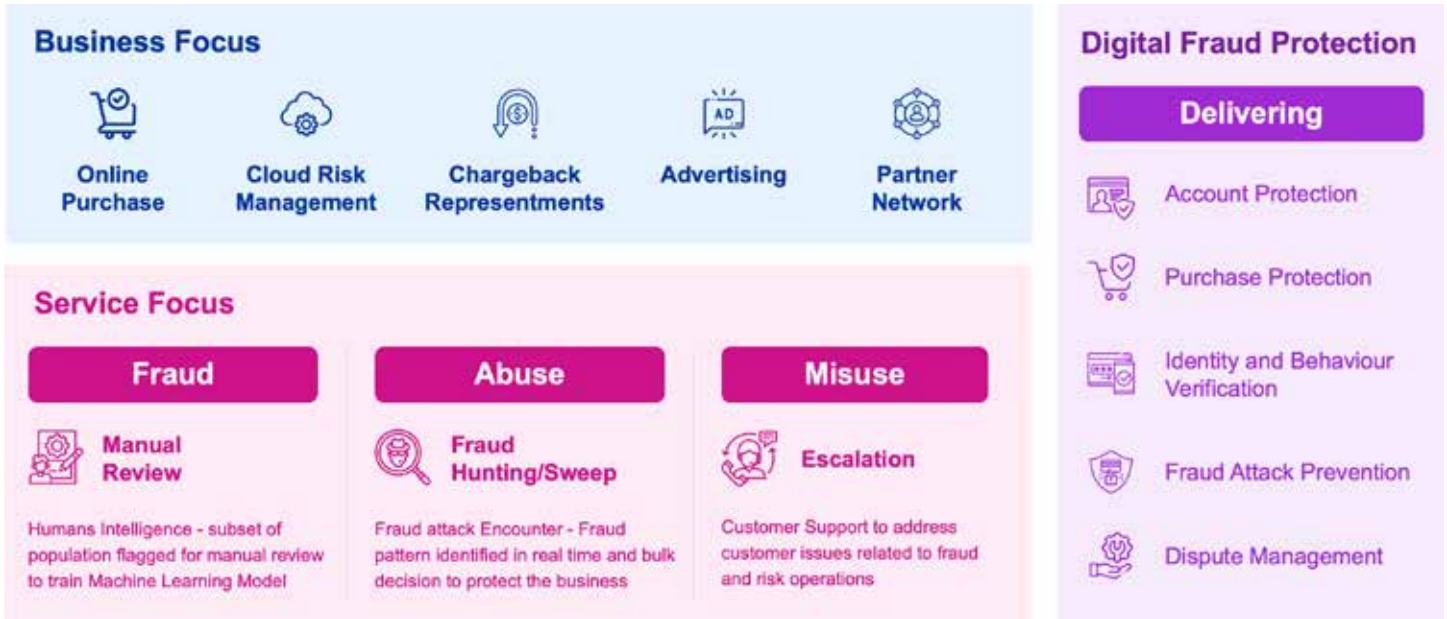 Business Focus
AD
Online
Purchase
Cloud Risk
Management
Chargeback
Representments
Advertising
Partner
Network
Service Focus
Fraud
Manual
Review
Humans Intelligence - subset of
population flagged for manual review
to train Machine Learning Model
Abuse
Fraud
Hunting/Sweep
Fraud attack Encounter - Fraud
pattern identified in real time and bulk
decision to protect the business
Misuse
Escalation
Customer Support to address
customer issues related to fraud
and risk operations
Digital Fraud Protection
Delivering
Account Protection
Purchase Protection
Identity and Behaviour
Verification
Fraud Attack Prevention
Dispute Management